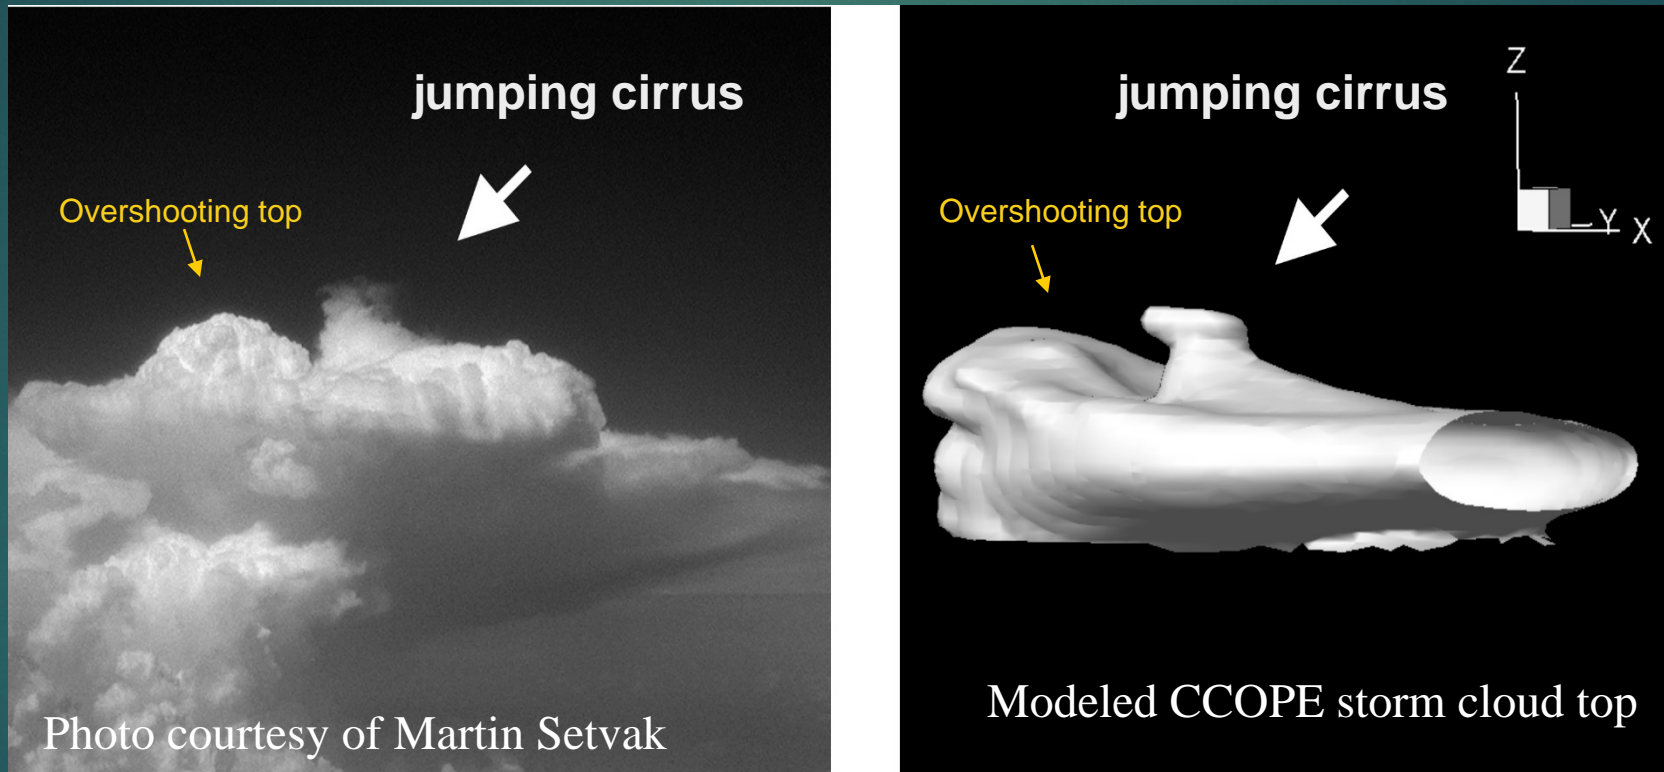 jumping cirrus
Overshooting top
Photo courtesy of Martin Setvak
jumping cirrus
Overshooting top
Z
Y
X
Modeled CCOPE storm cloud top